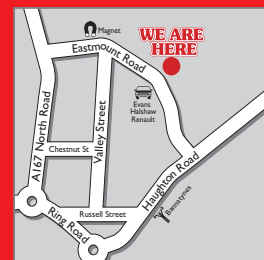 Magnet
WE ARE
HERE
Eastmount Road
Evans
Halshaw
Renault
A167 North Road
Valley Street
Chestnut St
Haughton Road
Bannatynes
Russell Street
Ring Road